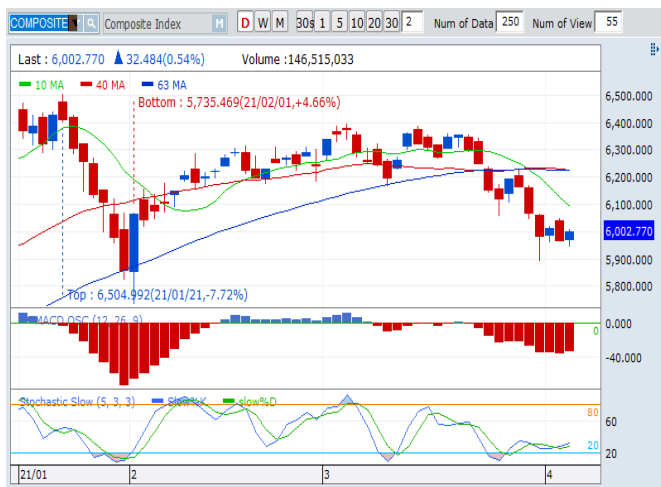 COMPOSITE Composite Index M D W M 30s 1 5 10 20 30 2 Num of Data 250 Num of View 55
Last : 6,002.770 ▲ 32.484(0.54%) Volume :146,515,033
10 MA 40 MA 63 MA
Bottom : 5,735.469(21/02/01,+4.66%)
6,500.000
6,400.000
6,300.000
6,200.000
6,100.000
6,002.770
5,900.000
5,800.000
Top : 6,504.992(21/01/21,-7.72%)
MACD OSC (12, 26, 9)
0 0.000
-40.000
Stochastic Slow (5, 3, 3) Slow%K slow%D
80
60
20 20
21/01 2 3 4